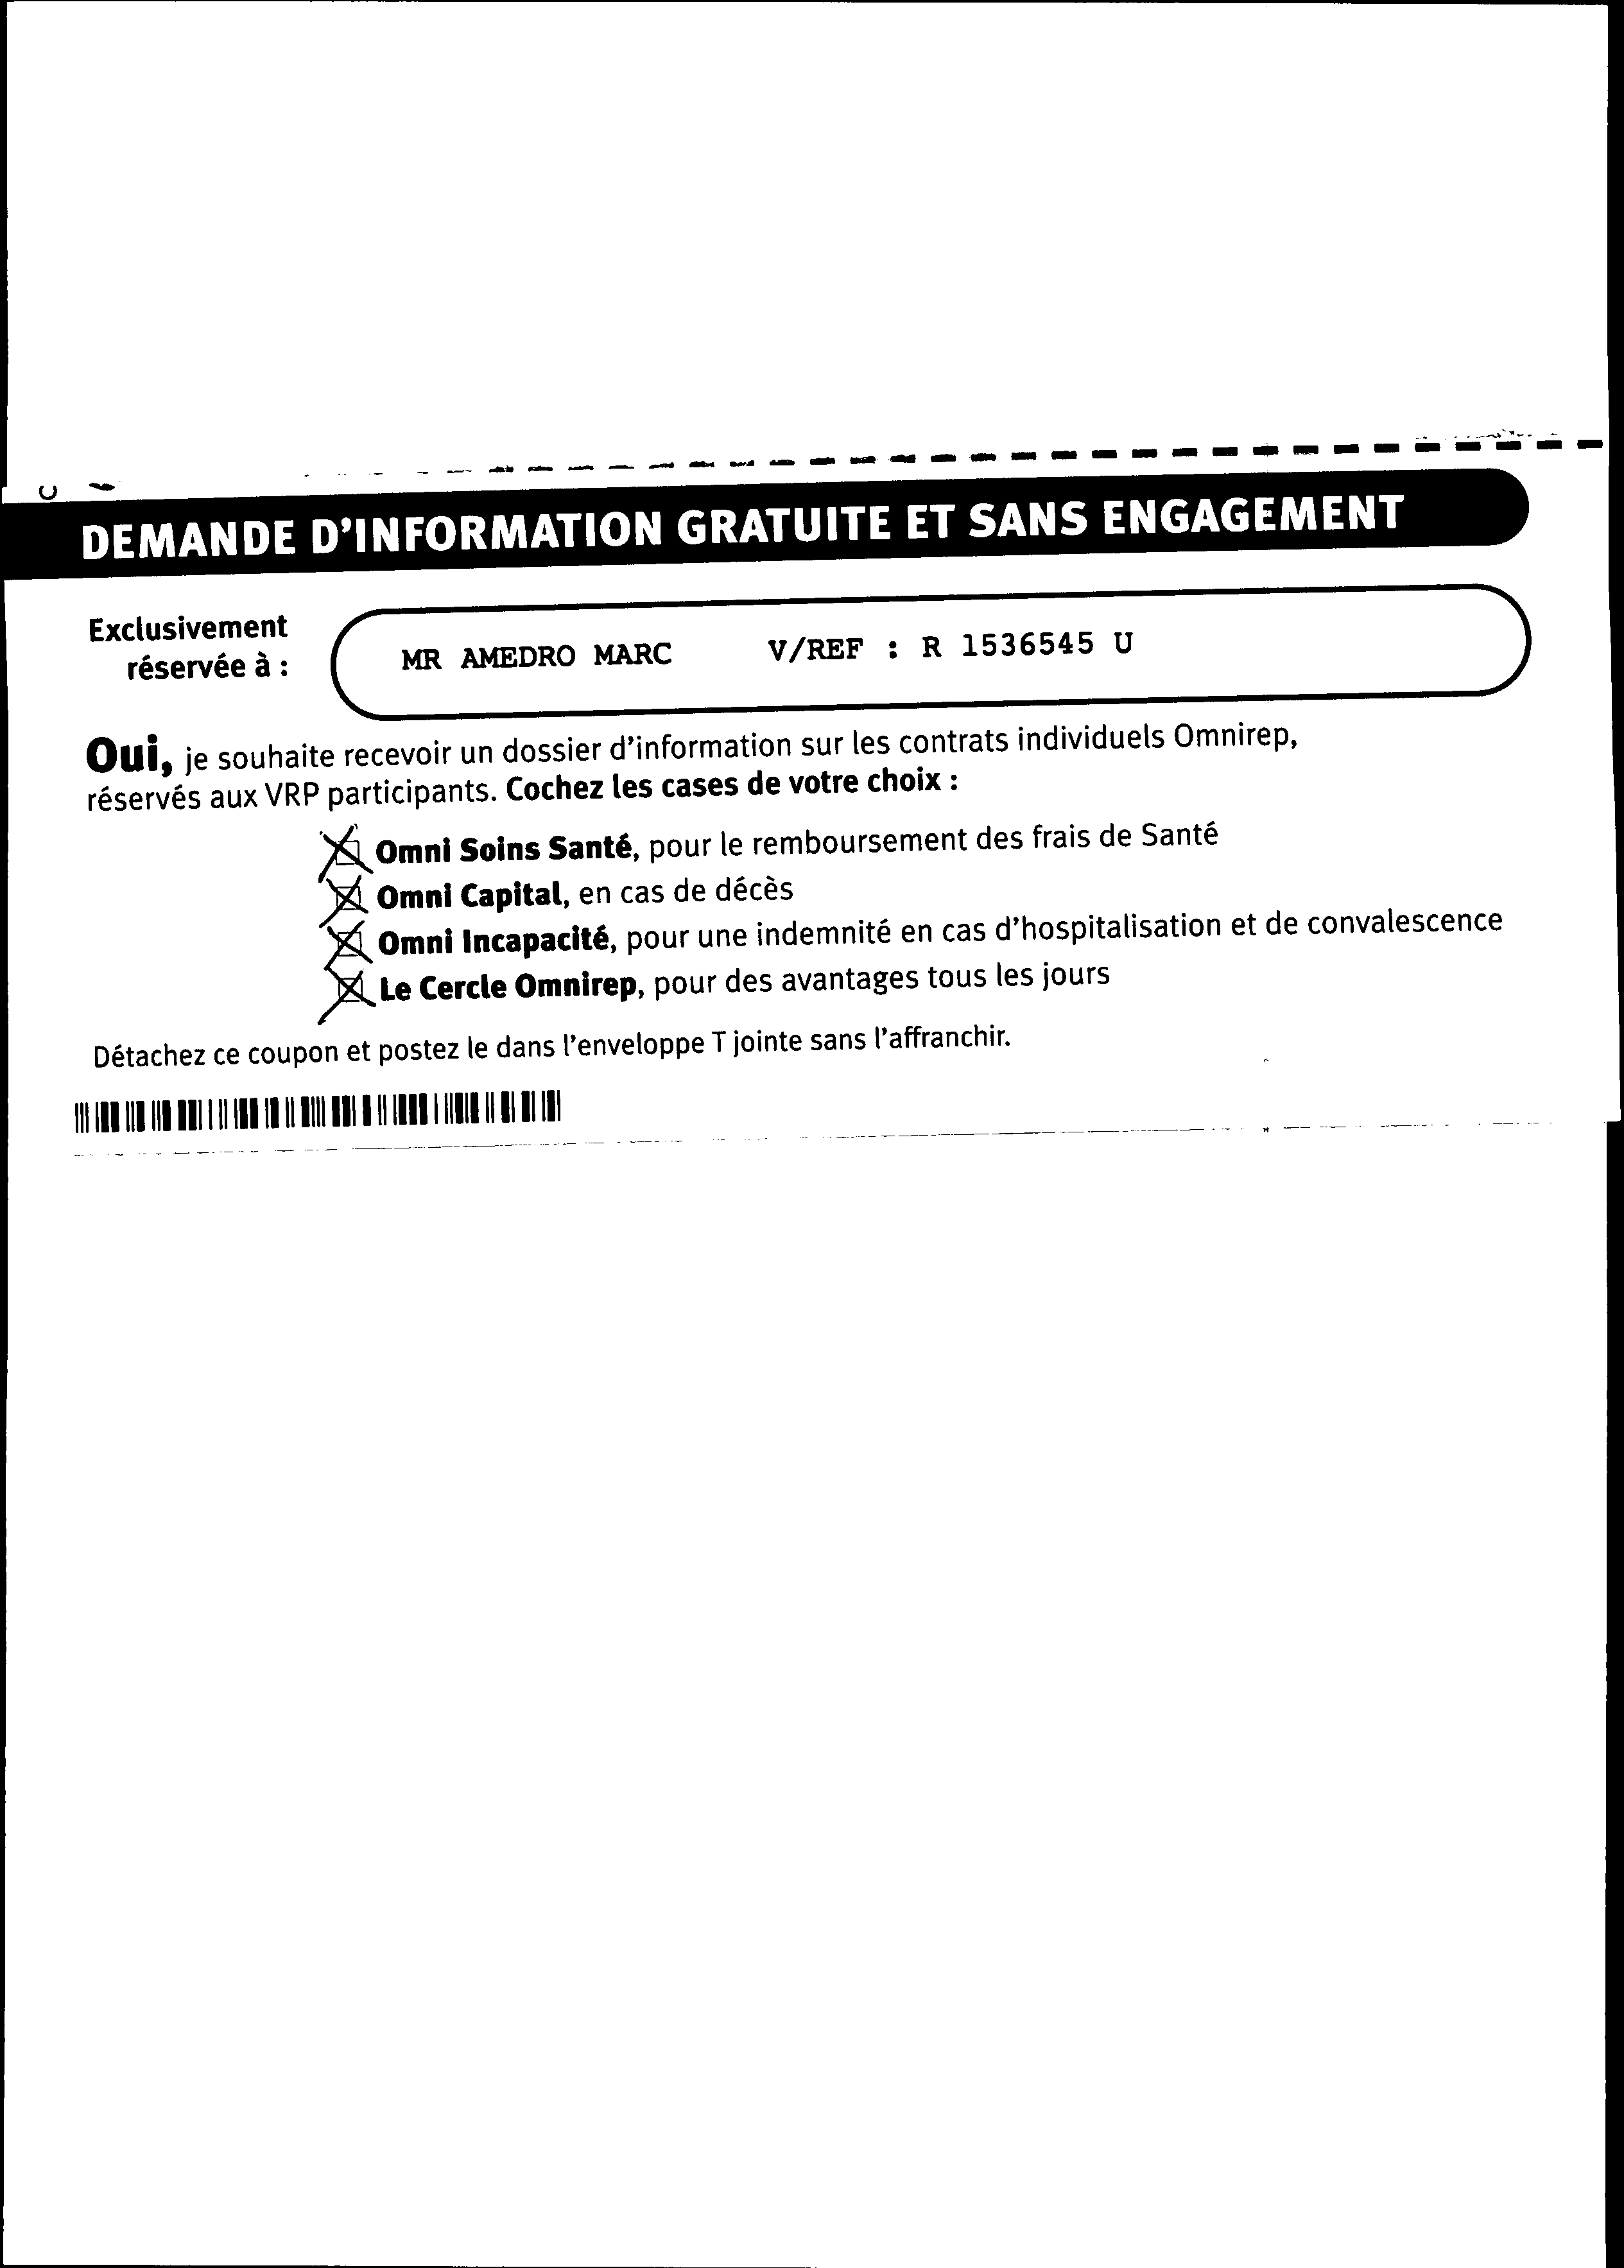 DEMANDE D'INFORMATION GRATUITE ET SANS ENGAGEMENT
Exclusivement
réservée à :
MR AMEDRO MARC V/REF : R 1536545 U
Oui, je souhaite recevoir un dossier d'information sur les contrats individuels Omnirep,
réservés aux VRP participants. Cochez les cases de votre choix :
Omni Soins Santé, pour le remboursement des frais de Santé
Omni Capital, en cas de décès
Omni Incapacité, pour une indemnité en cas d'hospitalisation et de convalescence
Le Cercle Omnirep, pour des avantages tous les jours
Détachez ce coupon et postez le dans l'enveloppe T jointe sans l'affranchir.